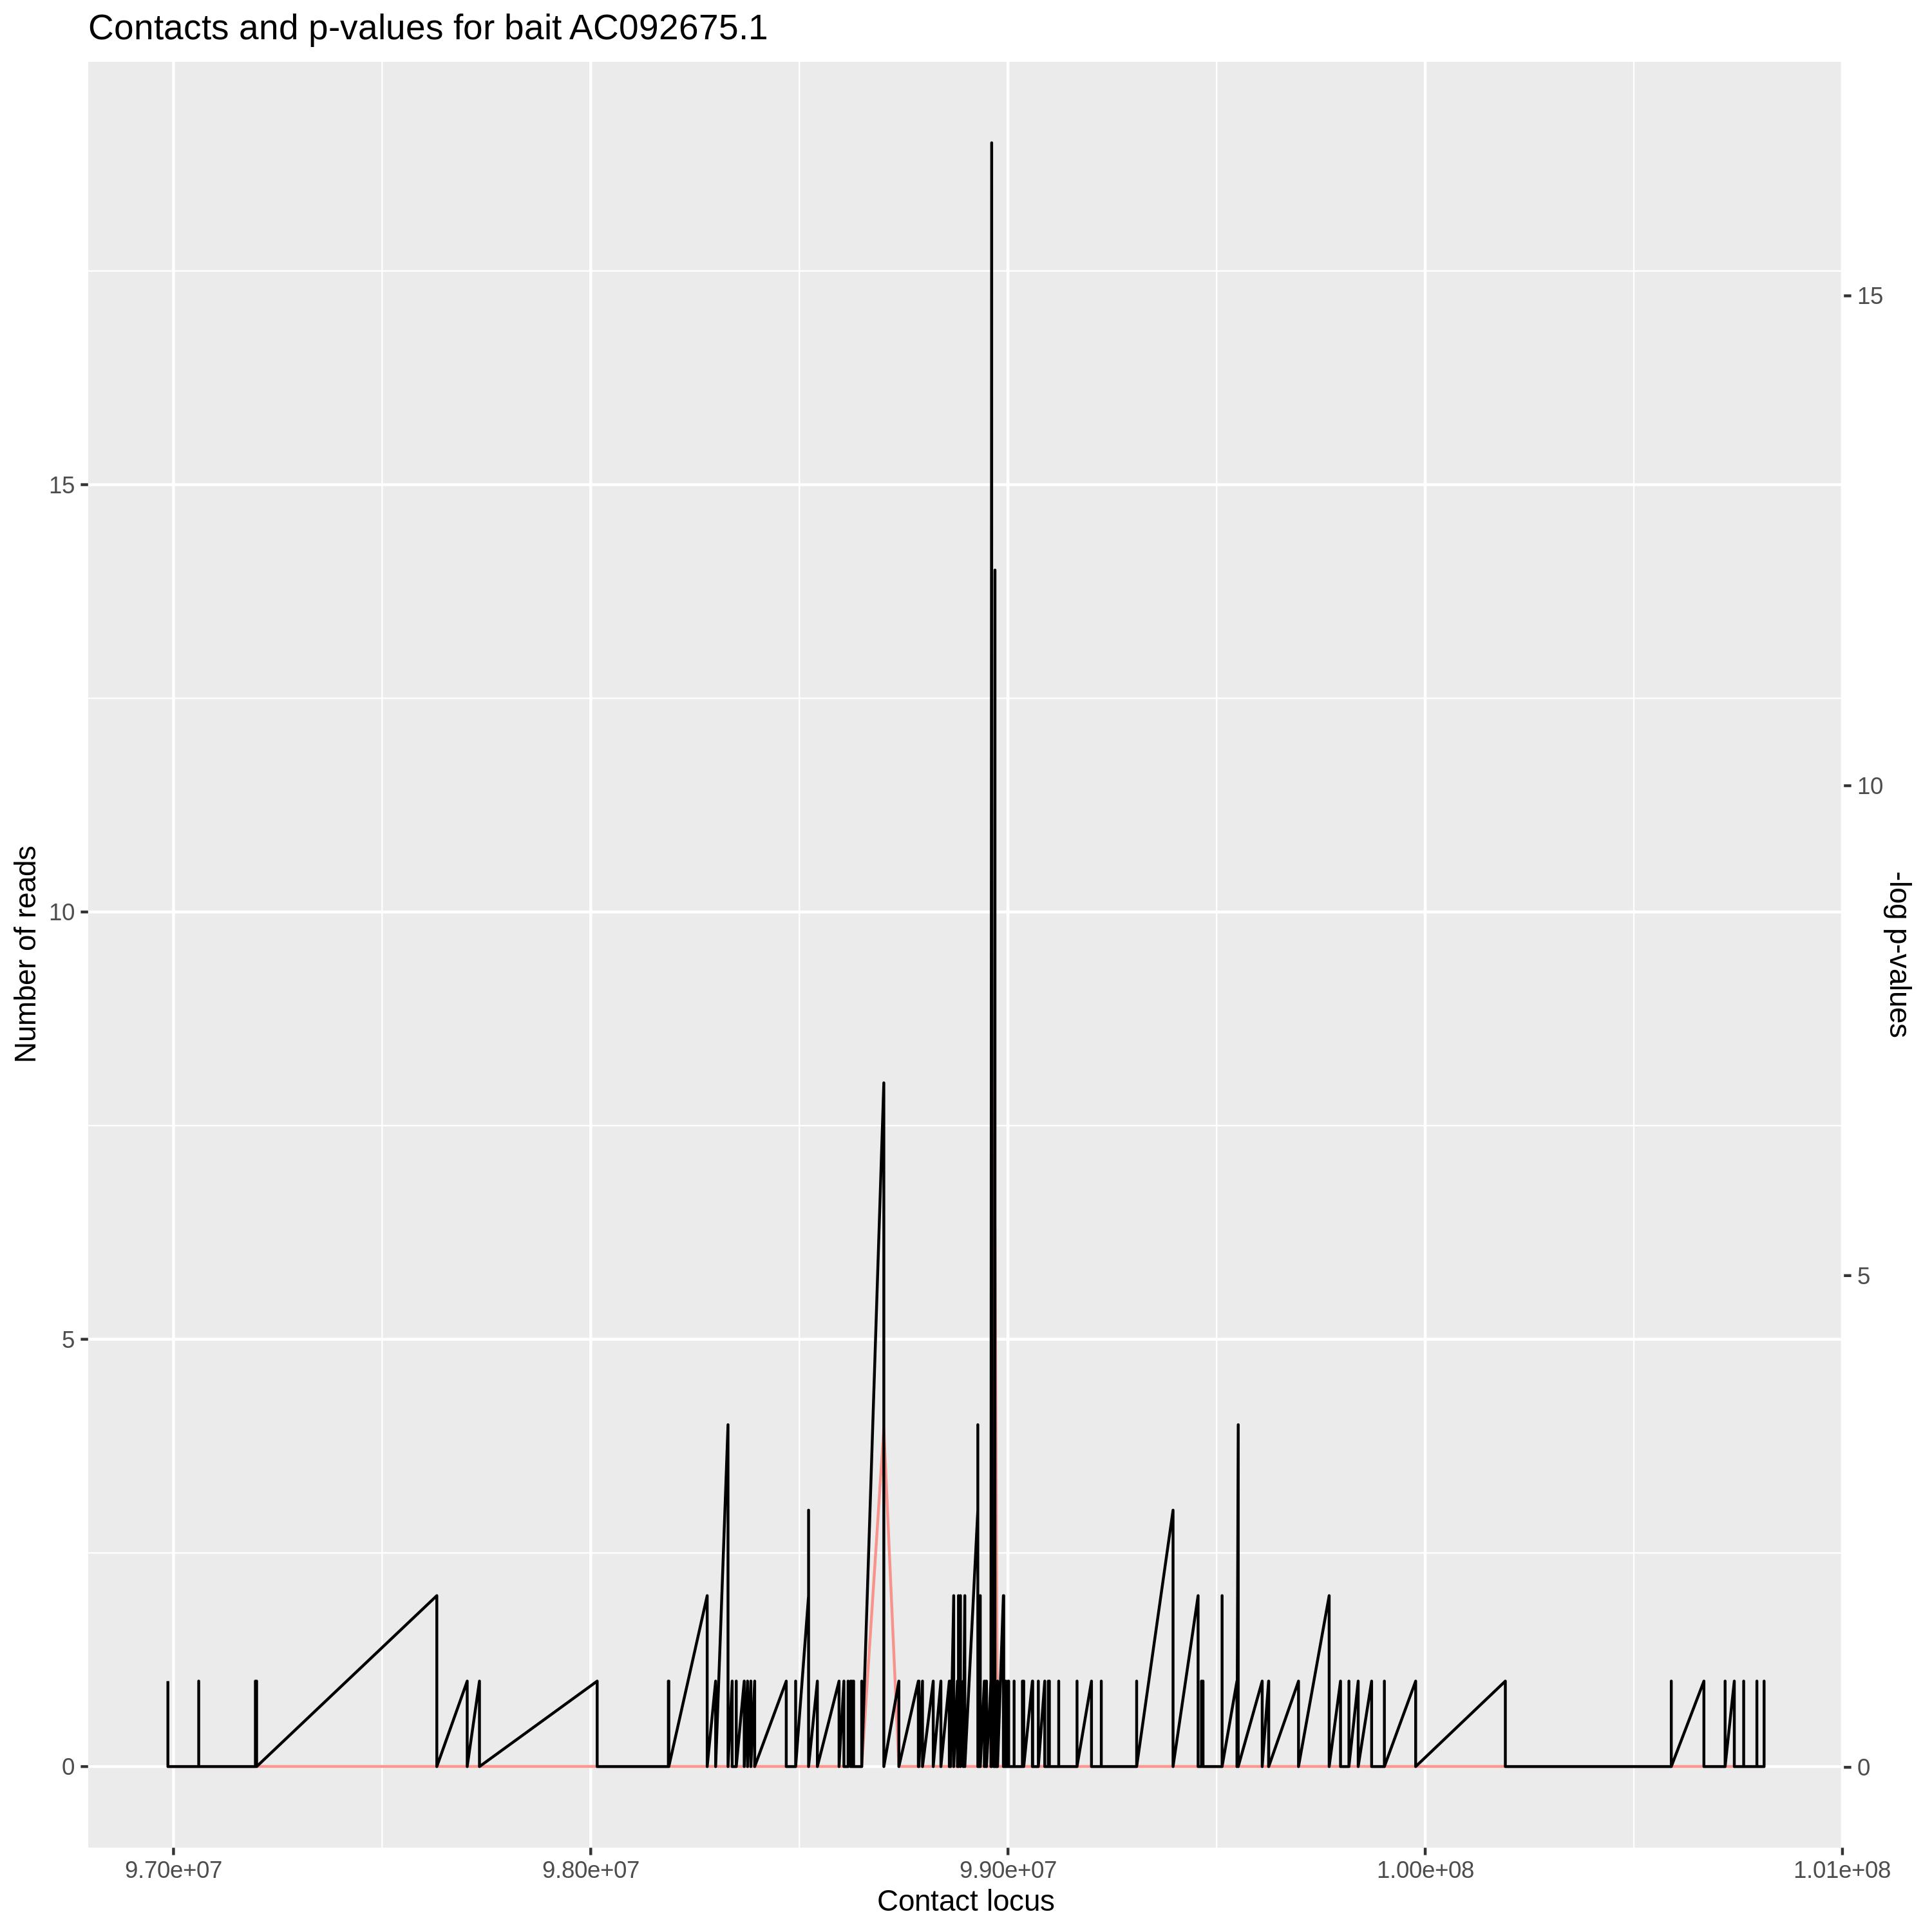 Contacts and p-values for bait AC092675.1
15
10
5
0
Number of reads
15
10
5
0
-log p-values
9.70e+07
9.80e+07
9.90e+07
1.00e+08
1.01e+08
Contact locus